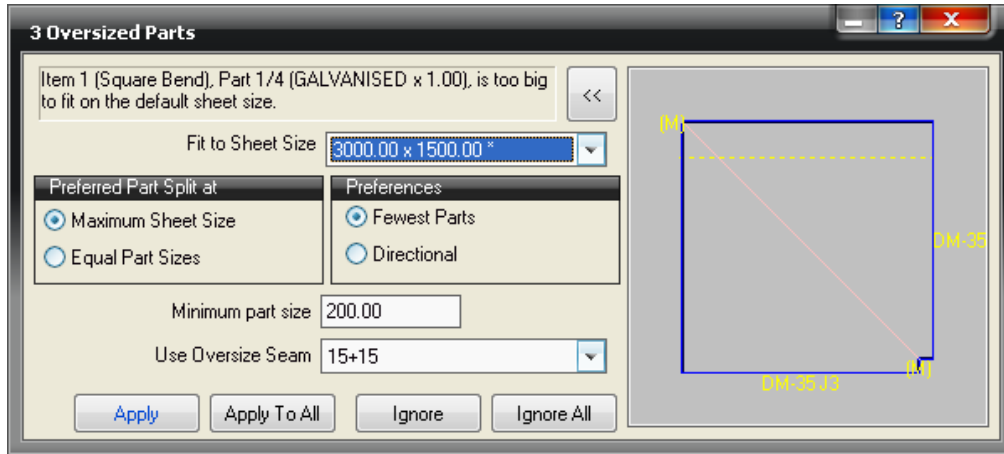 3 Oversized Parts
Item 1 (Square Bend), Part 1/4 (GALVANISED x 1.00), is too big
to fit on the default sheet size.
<<
Fit to Sheet Size
3000.00 x 1500.00 *
Preferred Part Split at
Maximum Sheet Size
Equal Part Sizes
Preferences
Fewest Parts
Directional
Minimum part size
200.00
Use Oversize Seam
15+15
Apply
Apply To All
Ignore
Ignore All
(M)
DM-35
(M)
DM-35 J3